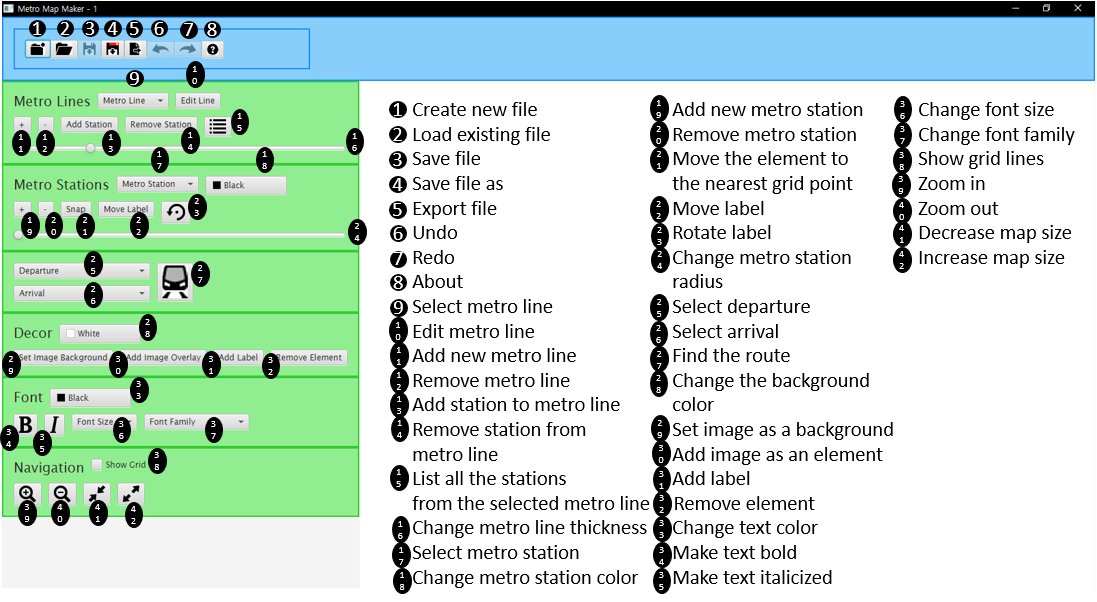 Metro Map Maker - 1
1 2 3 4 5 6 7 8
9 10
Metro Lines Metro Line Edit Line
+ - Add Station Remove Station
11 12 13 14 15 16
17 18
Metro Stations Metro Station Black
+ - Snap Move Label
19 20 21 22 23 24
Departure
25
Arrival
26 27
Decor White
28
Set Image Background Add Image Overlay Add Label Remove Element
29 30 31 32
Font Black
33
B I Font Size Font Family
34 35 36 37
Navigation Show Grid
38
39 40 41 42
1 Create new file
2 Load existing file
3 Save file
4 Save file as
5 Export file
6 Undo
7 Redo
8 About
9 Select metro line
10 Edit metro line
11 Add new metro line
12 Remove metro line
13 Add station to metro line
14 Remove station from
metro line
15 List all the stations
from the selected metro line
16 Change metro line thickness
17 Select metro station
18 Change metro station color
19 Add new metro station
20 Remove metro station
21 Move the element to
the nearest grid point
22 Move label
23 Rotate label
24 Change metro station
radius
25 Select departure
26 Select arrival
27 Find the route
28 Change the background
color
29 Set image as a background
30 Add image as an element
31 Add label
32 Remove element
33 Change text color
34 Make text bold
35 Make text italicized
36 Change font size
37 Change font family
38 Show grid lines
39 Zoom in
40 Zoom out
41 Decrease map size
42 Increase map size